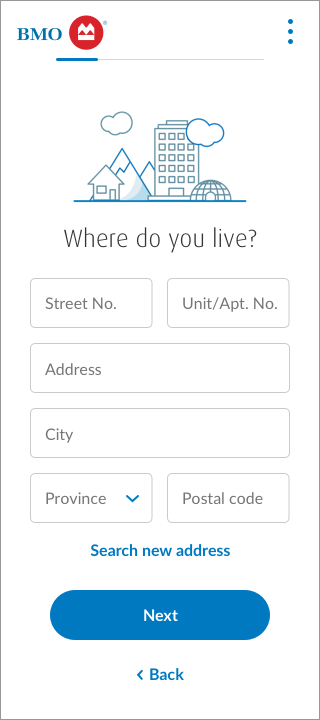 BMO
Where do you live?
Street No.
Unit/Apt. No.
Address
City
Province
Postal code
Search new address
Next
Back